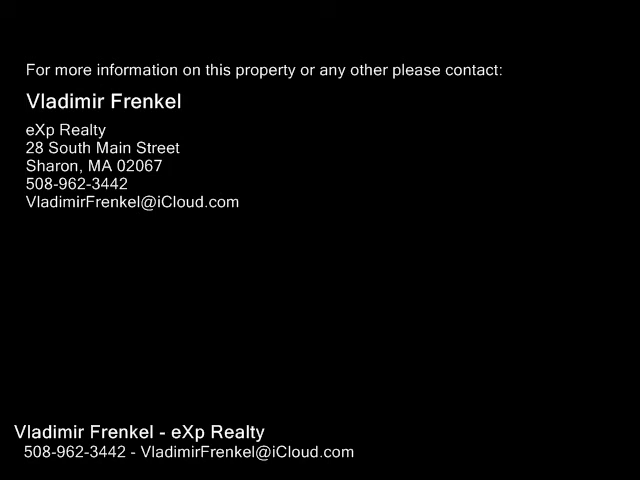 For more information on this property or any other please contact:
Vladimir Frenkel
eXp Realty
28 South Main Street
Sharon, MA 02067
508-962-3442
VladimirFrenkel@iCloud.com
Vladimir Frenkel - eXp Realty
508-962-3442 - VladimirFrenkel@iCloud.com